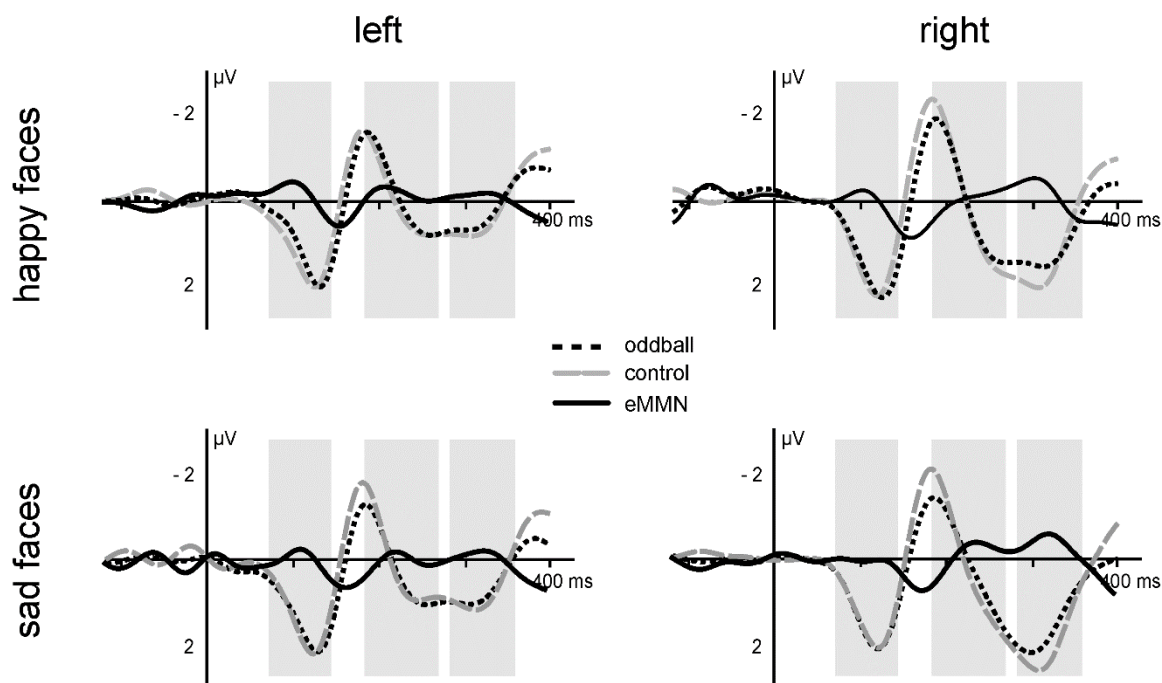 left
right
happy faces
µV
- 2
2
400 ms
µV
- 2
2
400 ms
oddball
control
eMMN
sad faces
µV
- 2
2
400 ms
µV
- 2
2
400 ms